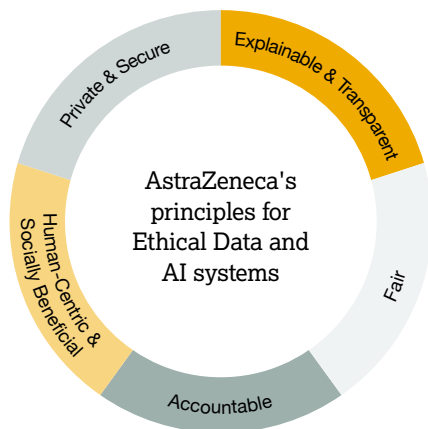 AstraZeneca's
principles for
Ethical Data and
AI systems
Explainable & Transparent
Fair
Accountable
Human-Centric &
Socially Beneficial
Private & Secure